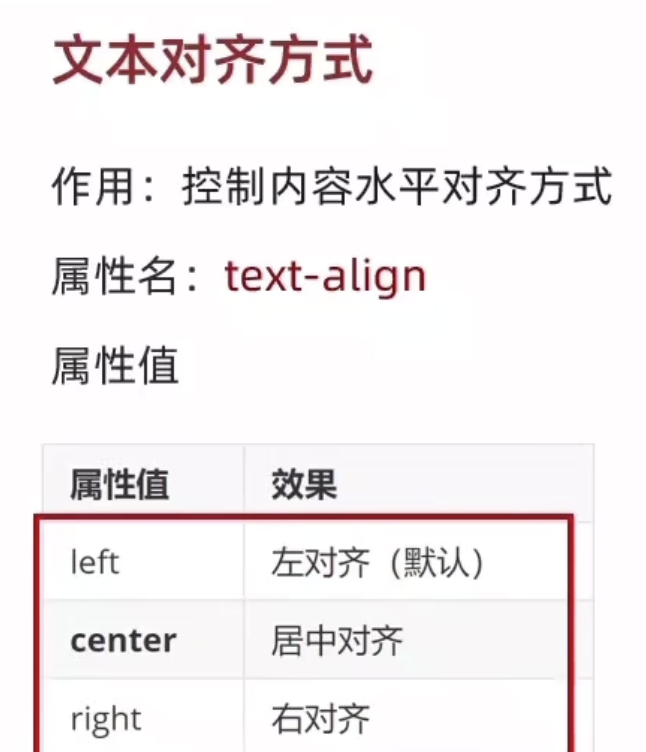 文本对齐方式
作用：控制内容水平对齐方式
属性名：text-align
属性值
属性值 效果
left 左对齐（默认）
center 居中对齐
right 右对齐